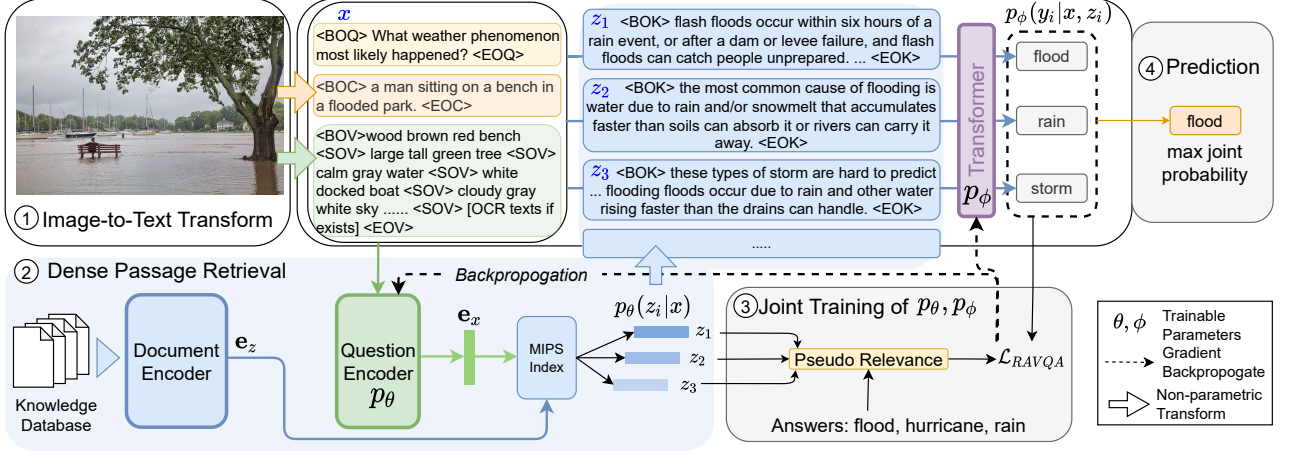 ① Image-to-Text Transform
x
<BOQ> What weather phenomenon
most likely happened? <EOQ>
<BOC> a man sitting on a bench in
a flooded park. <EOC>
<BOV>wood brown red bench
<SOV> large tall green tree <SOV>
calm gray water <SOV> white
docked boat <SOV> cloudy gray
white sky ...... <SOV> [OCR texts if
exists] <EOV>
z1 <BOK> flash floods occur within six hours of a
rain event, or after a dam or levee failure, and flash
floods can catch people unprepared. ... <EOK>
z2 <BOK> the most common cause of flooding is
water due to rain and/or snowmelt that accumulates
faster than soils can absorb it or rivers can carry it
away. <EOK>
z3 <BOK> these types of storm are hard to predict
... flooding floods occur due to rain and other water
rising faster than the drains can handle. <EOK>
.....
Transformer
pϕ
pϕ(yi|x, zi)
flood
rain
storm
④ Prediction
flood
max joint
probability
② Dense Passage Retrieval
Knowledge
Database
Document
Encoder
ez
Question
Encoder
pθ
ex
MIPS
Index
pθ(zi|x)
z1
z2
z3
Backpropogation
③ Joint Training of pθ, pϕ
Pseudo Relevance
LRAVQA
Answers: flood, hurricane, rain
θ, ϕ Trainable
Parameters
Gradient
Backpropogate
Non-parametric
Transform